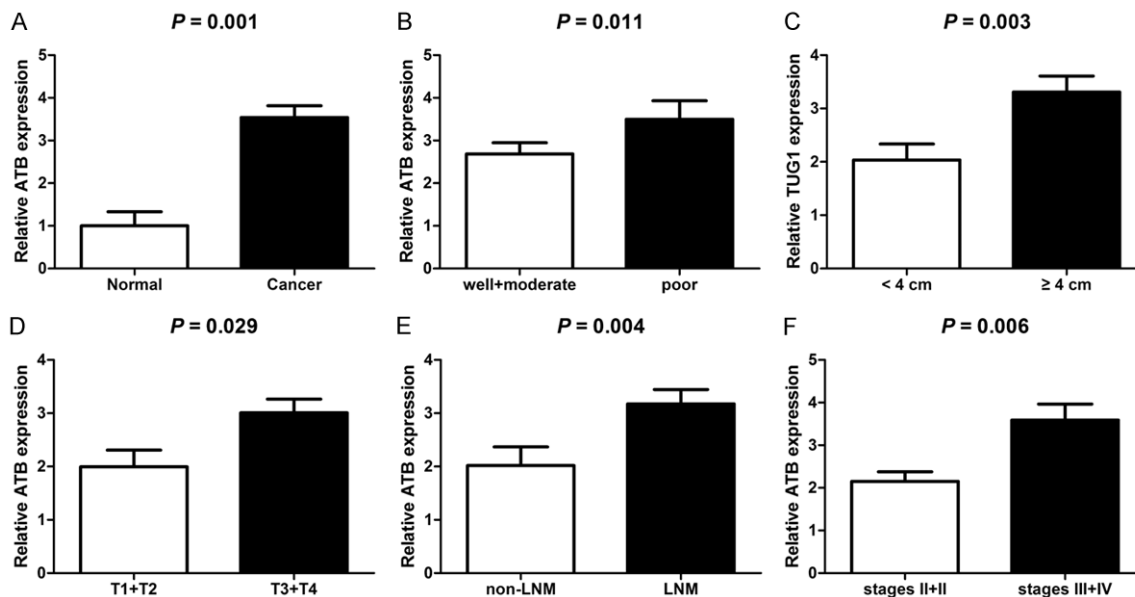 A
P = 0.001
Relative ATB expression
5
4
3
2
1
0
Normal
Cancer
B
P = 0.011
Relative ATB expression
5
4
3
2
1
0
well+moderate
poor
C
P = 0.003
Relative TUG1 expression
4
3
2
1
0
< 4 cm
≥ 4 cm
D
P = 0.029
Relative ATB expression
4
3
2
1
0
T1+T2
T3+T4
E
P = 0.004
Relative ATB expression
4
3
2
1
0
non-LNM
LNM
F
P = 0.006
Relative ATB expression
5
4
3
2
1
0
stages II+II
stages III+IV